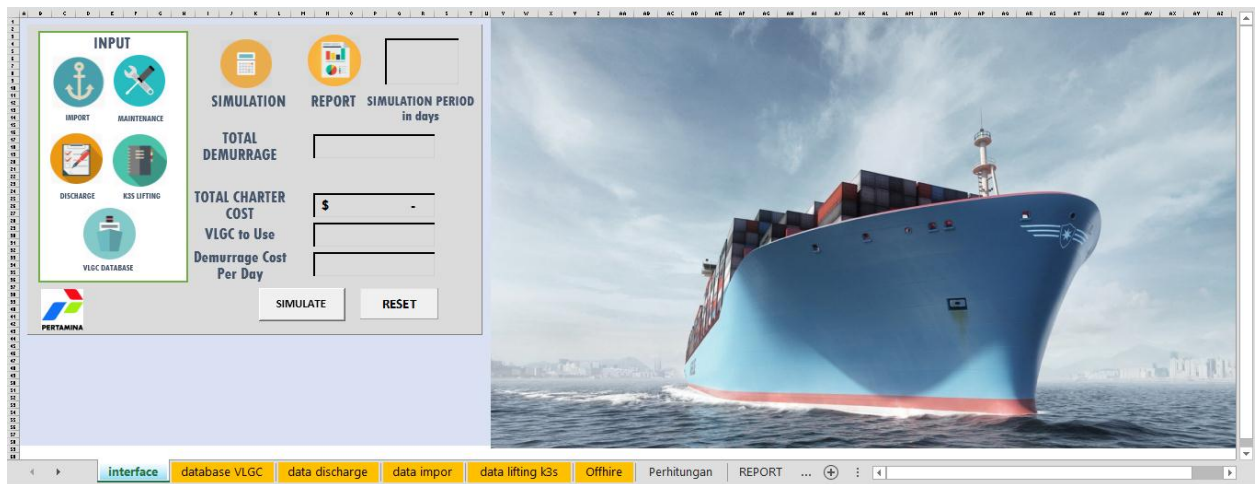 INPUT
IMPORT
MAINTENANCE
DISCHARGE
K3S LIFTING
VLGC DATABASE
SIMULATION
REPORT
SIMULATION PERIOD
in days
TOTAL
DEMURRAGE
TOTAL CHARTER
COST
$ -
VLGC to Use
Demurrage Cost
Per Day
SIMULATE
RESET
PERTAMINA
interface
database VLGC
data discharge
data impor
data lifting k3s
Offhire
Perhitungan
REPORT
...